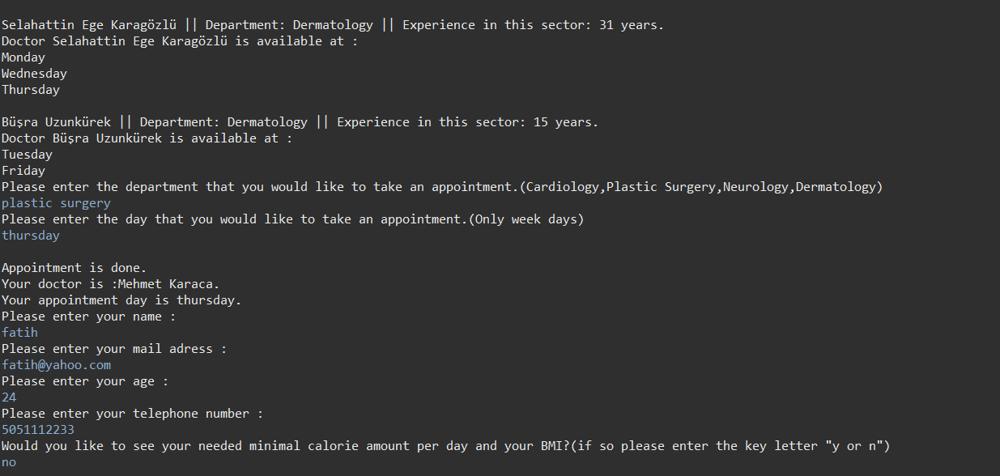 Selahattin Ege Karagözlü || Department: Dermatology || Experience in this sector: 31 years.
Doctor Selahattin Ege Karagözlü is available at :
Monday
Wednesday
Thursday
Büşra Uzunkürek || Department: Dermatology || Experience in this sector: 15 years.
Doctor Büşra Uzunkürek is available at :
Tuesday
Friday
Please enter the department that you would like to take an appointment.(Cardiology,Plastic Surgery,Neurology,Dermatology)
plastic surgery
Please enter the day that you would like to take an appointment.(Only week days)
thursday
Appointment is done.
Your doctor is :Mehmet Karaca.
Your appointment day is thursday.
Please enter your name :
fatih
Please enter your mail adress :
fatih@yahoo.com
Please enter your age :
24
Please enter your telephone number :
5051112233
Would you like to see your needed minimal calorie amount per day and your BMI?(if so please enter the key letter "y or n")
no